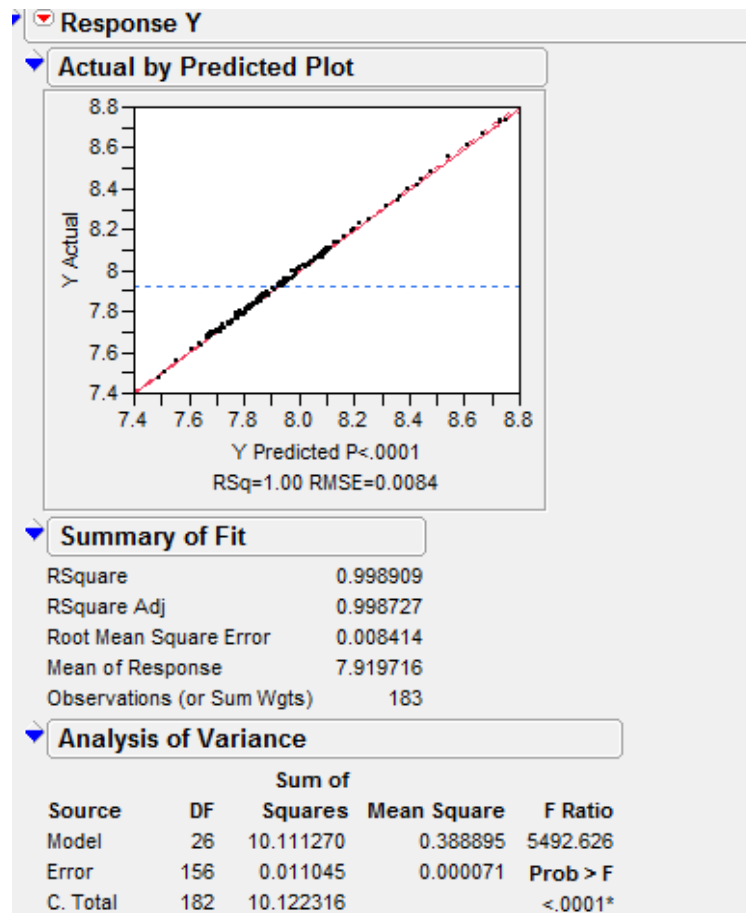 Response Y
Actual by Predicted Plot
8.8
8.6
8.4
8.2
8
7.8
7.6
7.4
Y Actual
7.4 7.6 7.8 8.0 8.2 8.4 8.6 8.8
Y Predicted P<.0001
RSq=1.00 RMSE=0.0084
Summary of Fit
RSquare 0.998909
RSquare Adj 0.998727
Root Mean Square Error 0.008414
Mean of Response 7.919716
Observations (or Sum Wgts) 183
Analysis of Variance
Sum of
Source DF Squares Mean Square F Ratio
Model 26 10.111270 0.388895 5492.626
Error 156 0.011045 0.000071 Prob > F
C. Total 182 10.122316 <.0001*